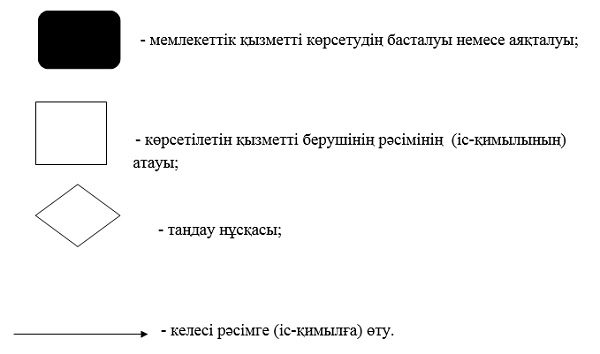 - мемлекеттік қызметті көрсетудің басталуы немесе аяқталуы;
- көрсетілетін қызметті берушінің рәсімінің (іс-қимылының)
атауы;
- таңдау нұсқасы;
- келесі рәсімге (іс-қимылға) өту.